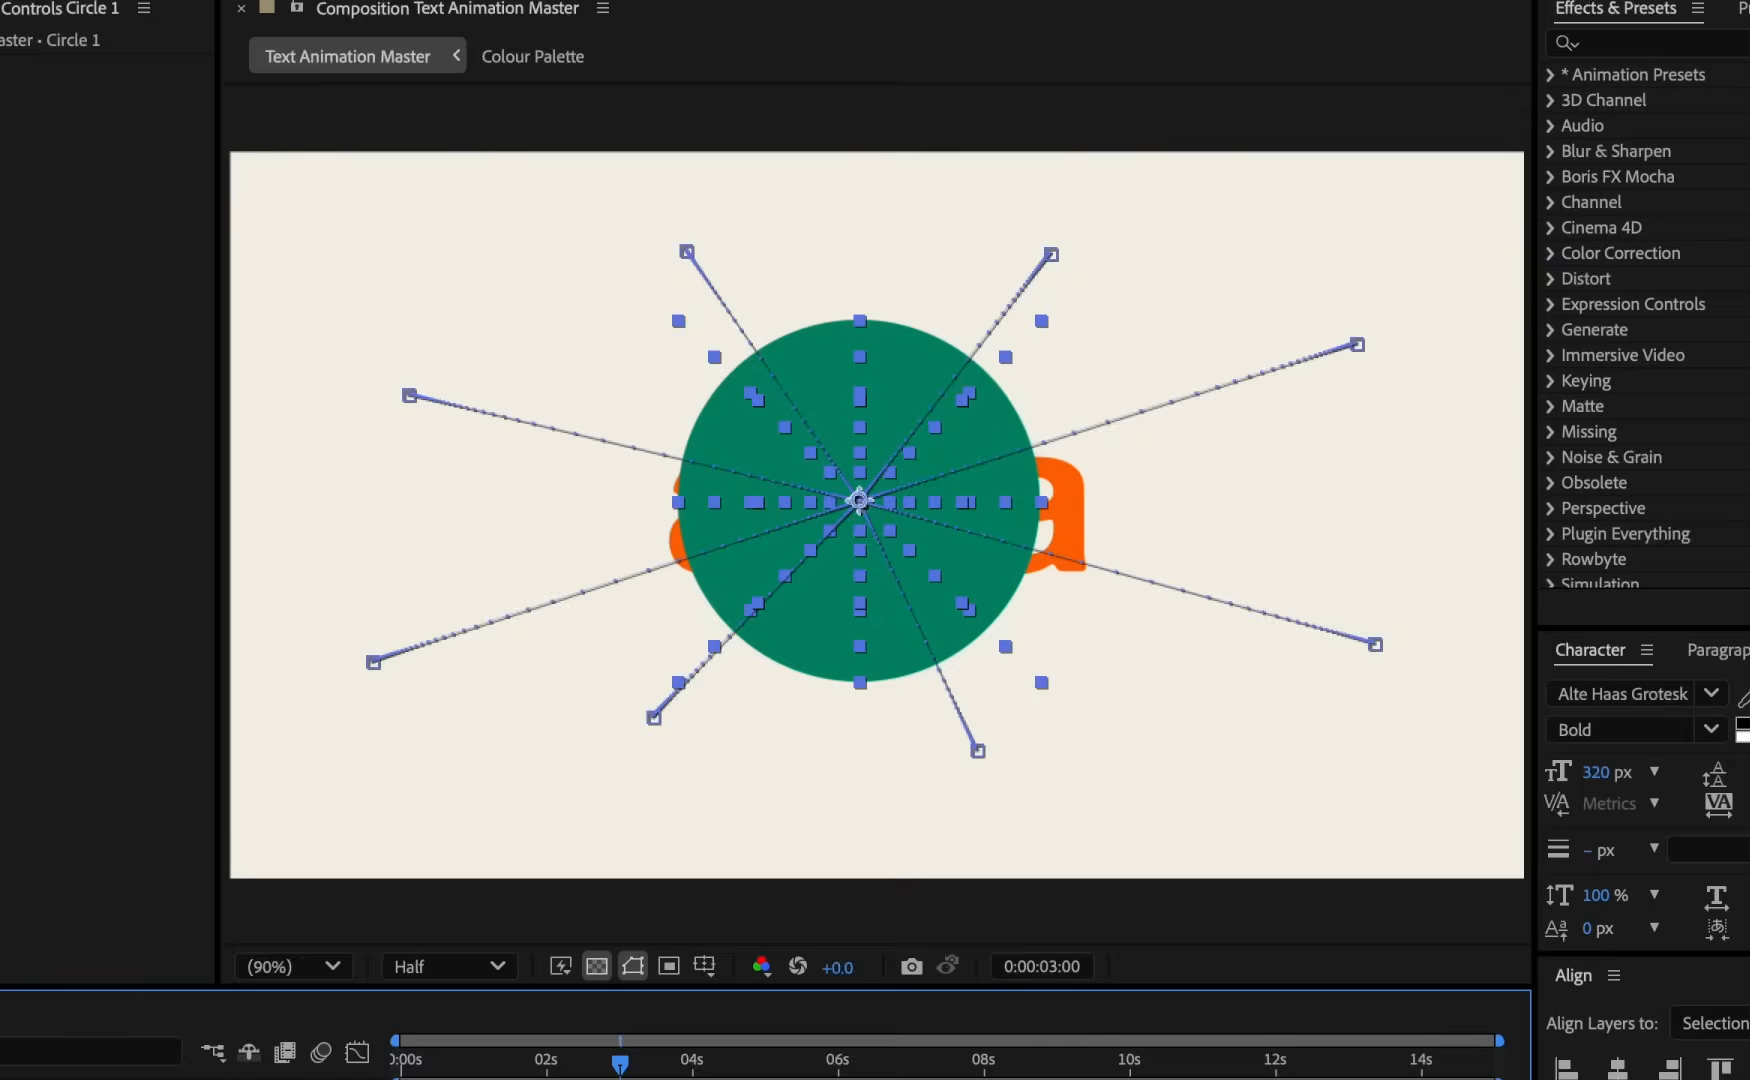 Controls Circle 1
aster • Circle 1
Composition Text Animation Master
Text Animation Master
Colour Palette
Effects & Presets
* Animation Presets
3D Channel
Audio
Blur & Sharpen
Boris FX Mocha
Channel
Cinema 4D
Color Correction
Distort
Expression Controls
Generate
Immersive Video
Keying
Matte
Missing
Noise & Grain
Obsolete
Perspective
Plugin Everything
Rowbyte
Simulation
a
Character
Paragrap
Alte Haas Grotesk
Bold
320 px
Metrics
- px
100 %
0 px
(90%)
Half
+0.0
0:00:03:00
Align
Align Layers to:
Selection
0:00s
02s
04s
06s
08s
10s
12s
14s